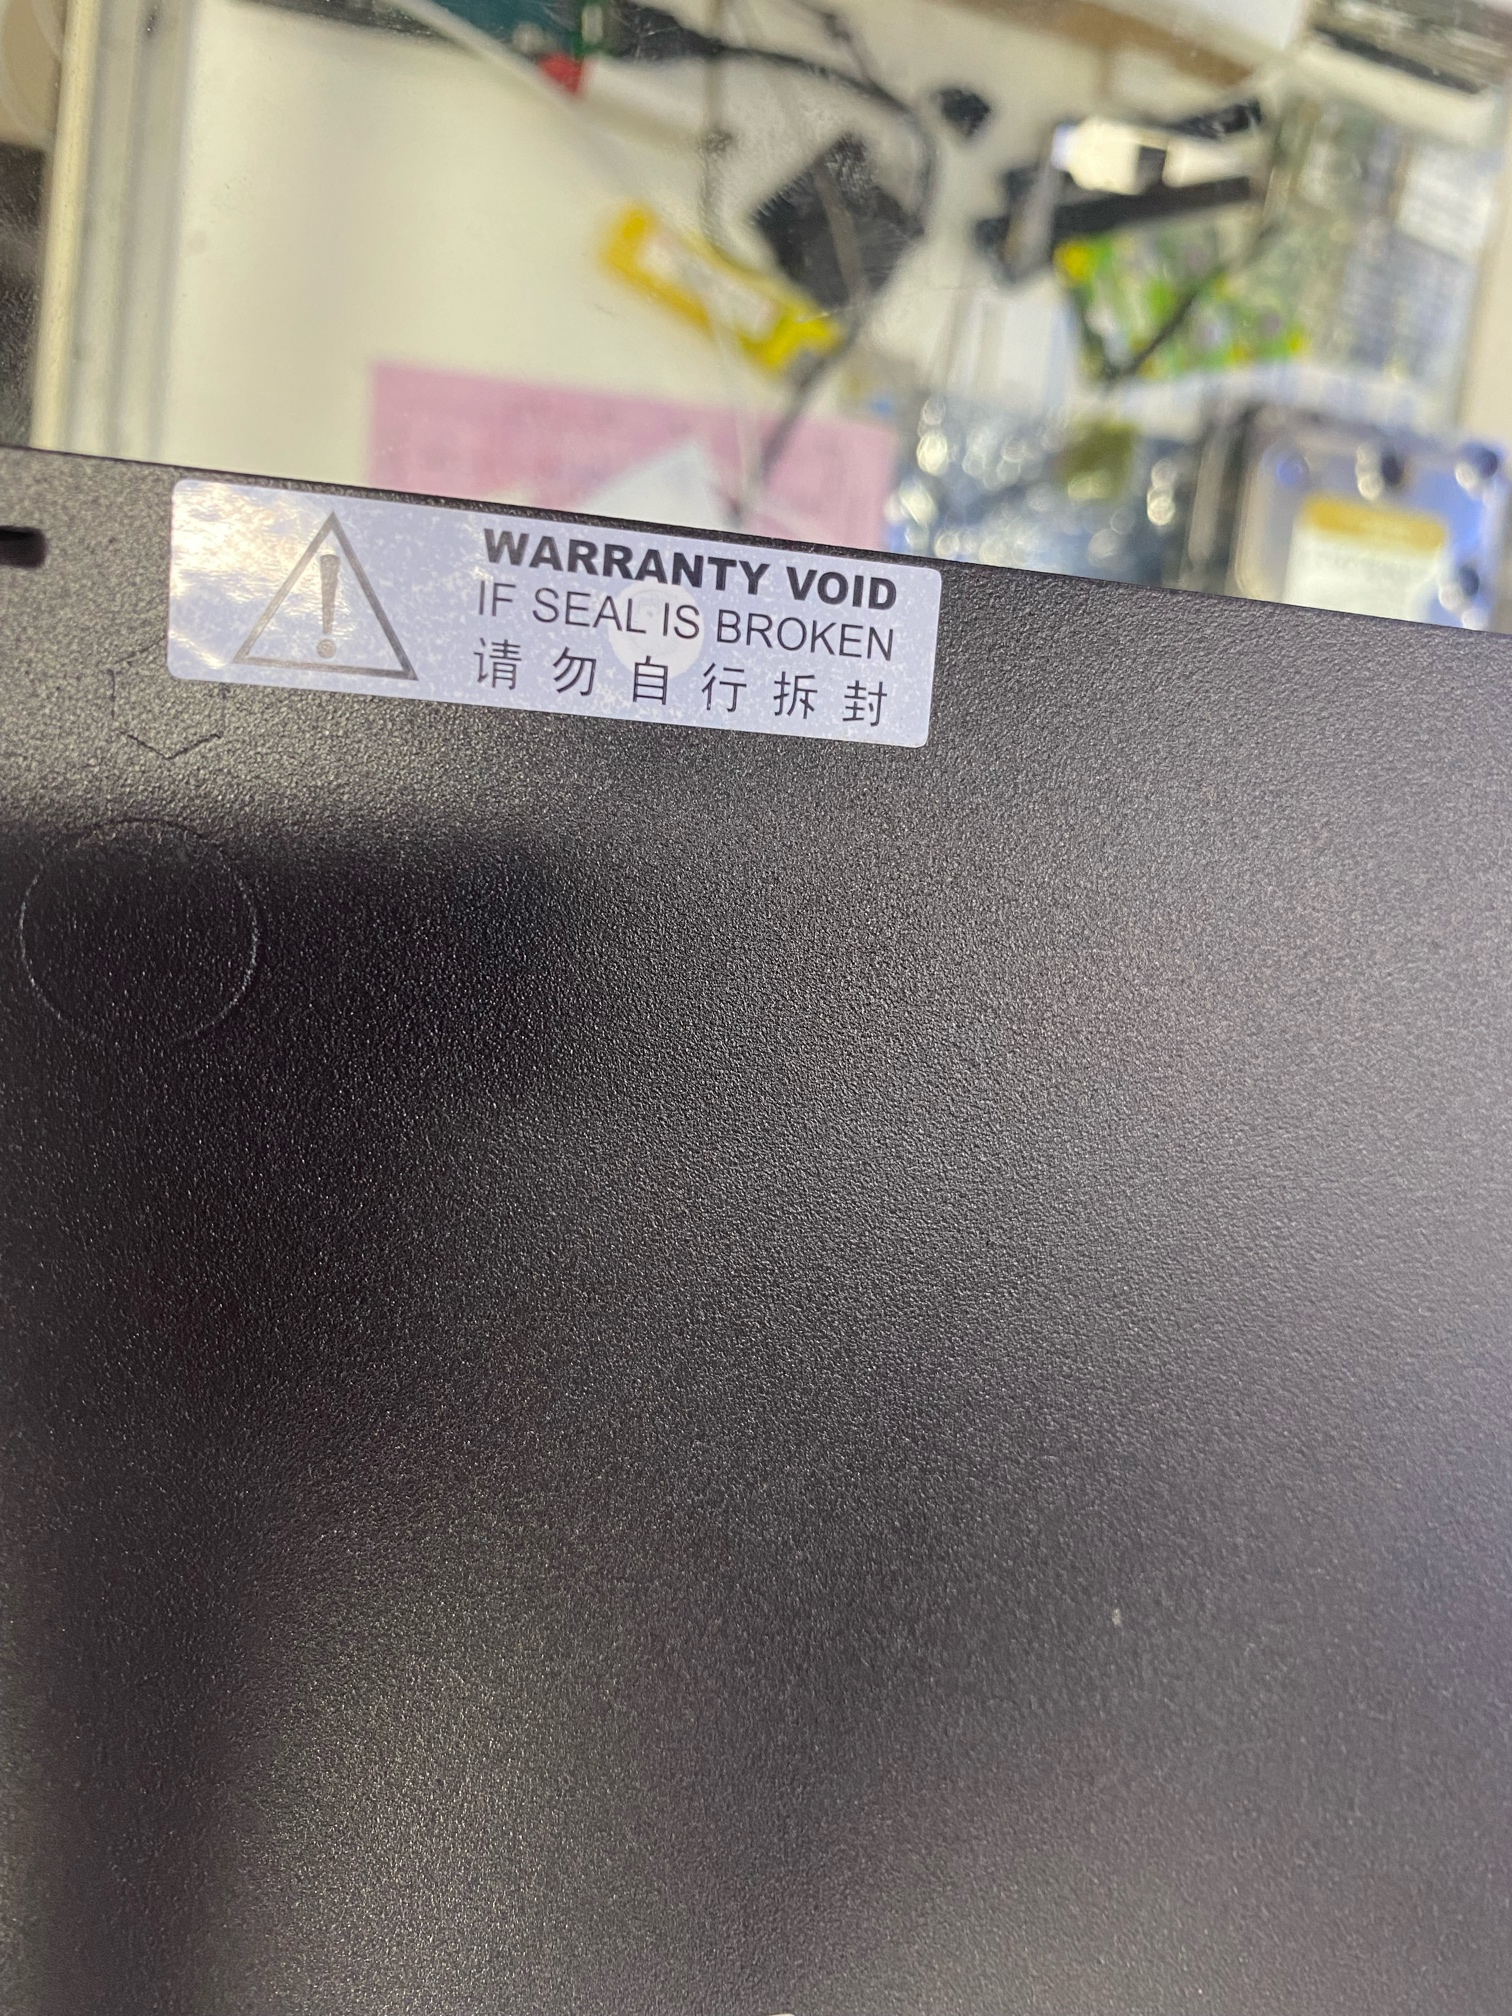 WARRANTY VOID
IF SEAL IS BROKEN
请勿自行拆封